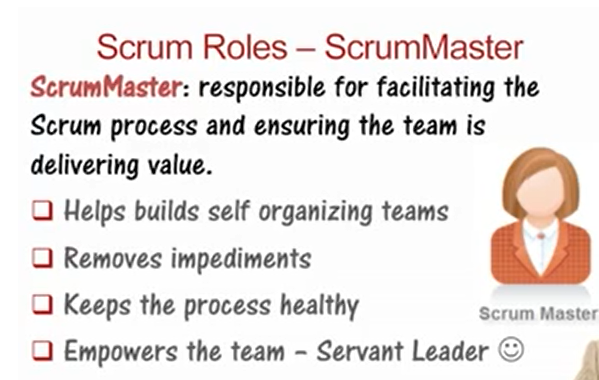 Scrum Roles – ScrumMaster
ScrumMaster: responsible for facilitating the
Scrum process and ensuring the team is
delivering value.
Helps builds self organizing teams
Removes impediments
Keeps the process healthy
Scrum Master
Empowers the team – Servant Leader ☺